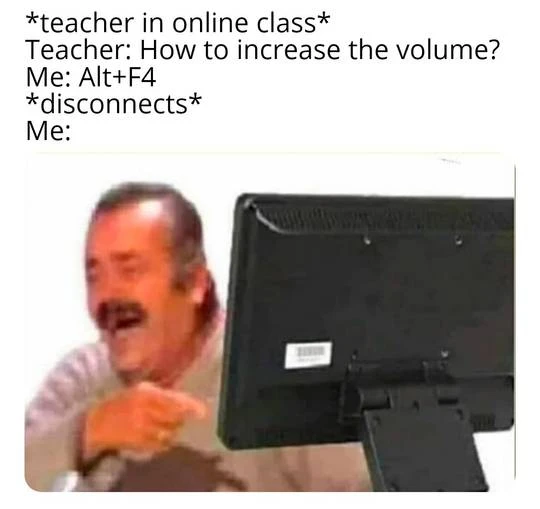 *teacher in online class*
Teacher: How to increase the volume?
Me: Alt+F4
*disconnects*
Me: